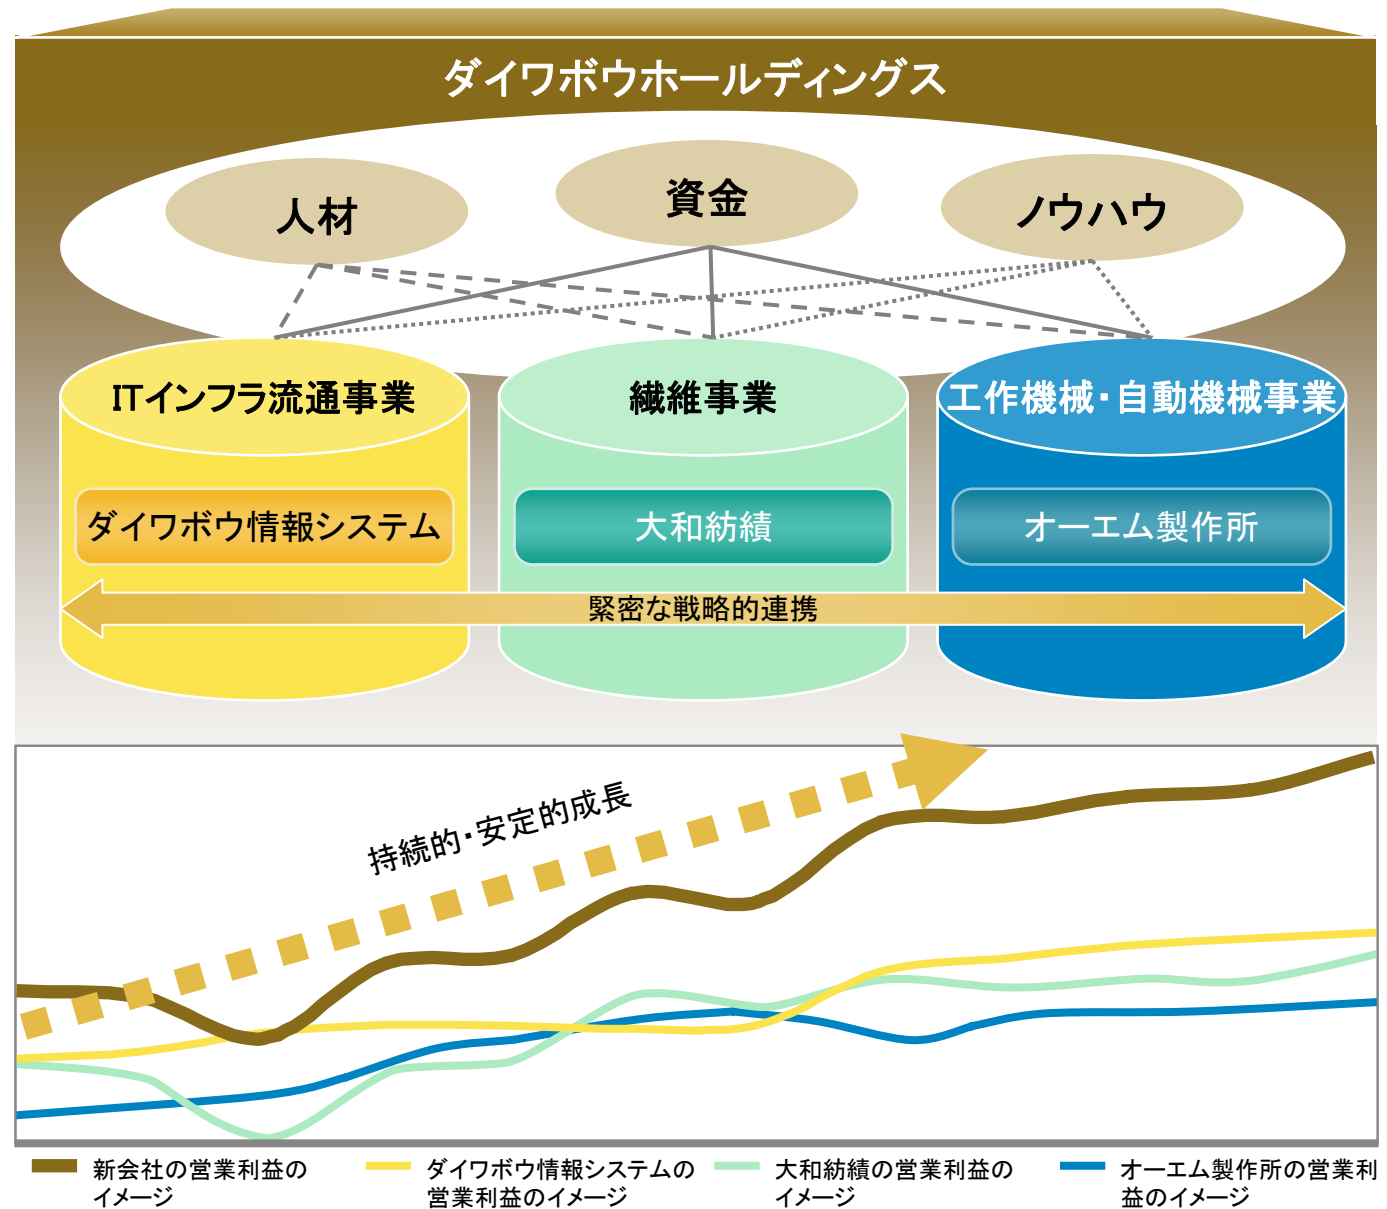 ダイワボウホールディングス
人材
資金
ノウハウ
ITインフラ流通事業
繊維事業
工作機械・自動機械事業
ダイワボウ情報システム
大和紡績
オーエム製作所
緊密な戦略的連携
持続的・安定的成長
新会社の営業利益の
イメージ
ダイワボウ情報システムの
営業利益のイメージ
大和紡績の営業利益の
イメージ
オーエム製作所の営業利
益のイメージ